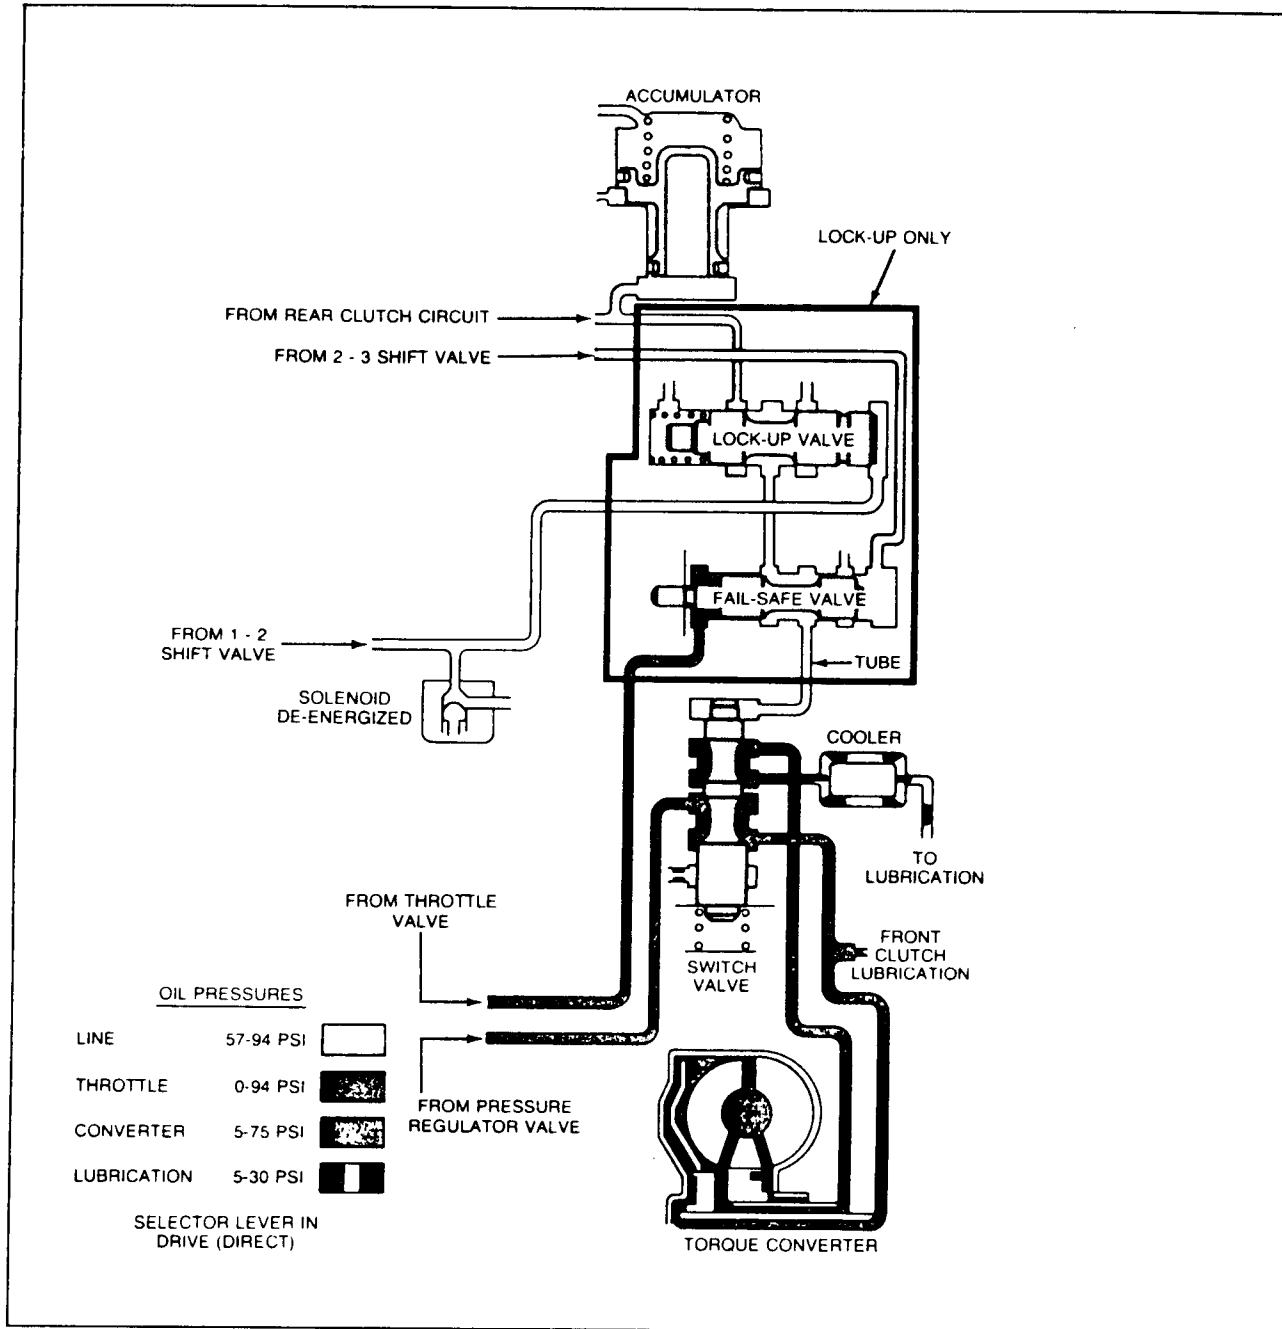 ACCUMULATOR
LOCK-UP ONLY
FROM REAR CLUTCH CIRCUIT
FROM 2 - 3 SHIFT VALVE
LOCK-UP VALVE
FAIL-SAFE VALVE
FROM 1 - 2
SHIFT VALVE
TUBE
SOLENOID
DE-ENERGIZED
COOLER
TO
LUBRICATION
FROM THROTTLE
VALVE
FRONT
CLUTCH
LUBRICATION
SWITCH
VALVE
OIL PRESSURES
LINE 57-94 PSI
THROTTLE 0-94 PSI
CONVERTER 5-75 PSI
LUBRICATION 5-30 PSI
FROM PRESSURE
REGULATOR VALVE
SELECTOR LEVER IN
DRIVE (DIRECT)
TORQUE CONVERTER